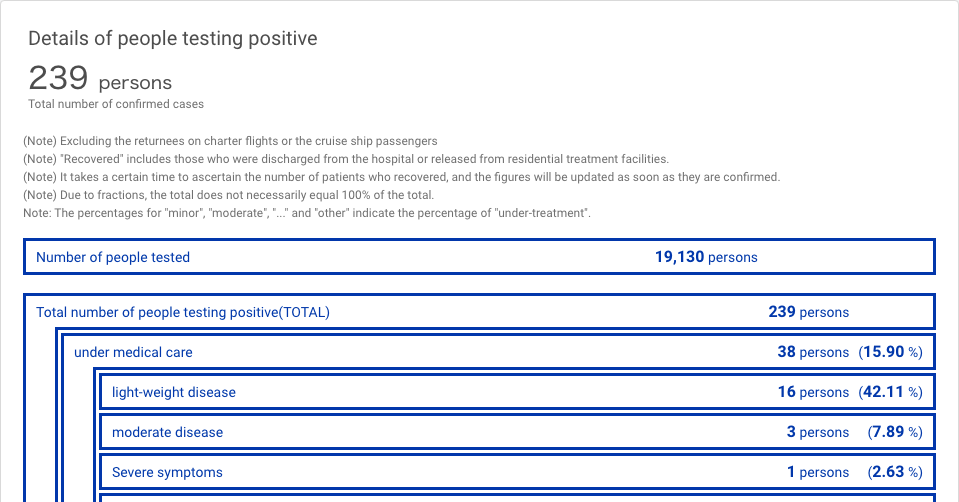 Details of people testing positive
239 persons
Total number of confirmed cases
(Note) Excluding the returnees on charter flights or the cruise ship passengers
(Note) "Recovered" includes those who were discharged from the hospital or released from residential treatment facilities.
(Note) It takes a certain time to ascertain the number of patients who recovered, and the figures will be updated as soon as they are confirmed.
(Note) Due to fractions, the total does not necessarily equal 100% of the total.
Note: The percentages for "minor", "moderate", "..." and "other" indicate the percentage of "under-treatment".
Number of people tested 19,130 persons
Total number of people testing positive(TOTAL) 239 persons
under medical care 38 persons (15.90 %)
light-weight disease 16 persons (42.11 %)
moderate disease 3 persons (7.89 %)
Severe symptoms 1 persons (2.63 %)